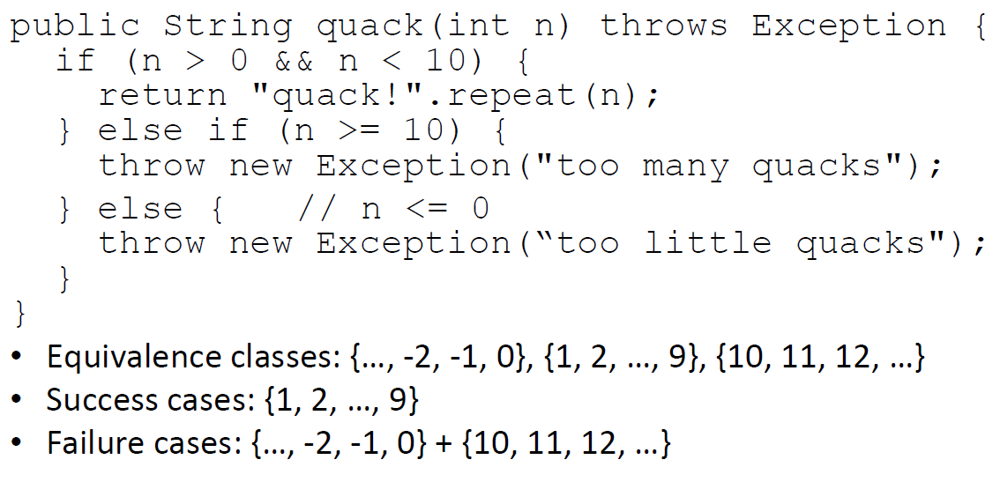 public String quack(int n) throws Exception {
if (n > 0 && n < 10) {
return "quack!".repeat(n);
} else if (n >= 10) {
throw new Exception("too many quacks");
} else { // n <= 0
throw new Exception(“too little quacks");
}
}
• Equivalence classes: {…, -2, -1, 0}, {1, 2, …, 9}, {10, 11, 12, …}
• Success cases: {1, 2, …, 9}
• Failure cases: {…, -2, -1, 0} + {10, 11, 12, …}